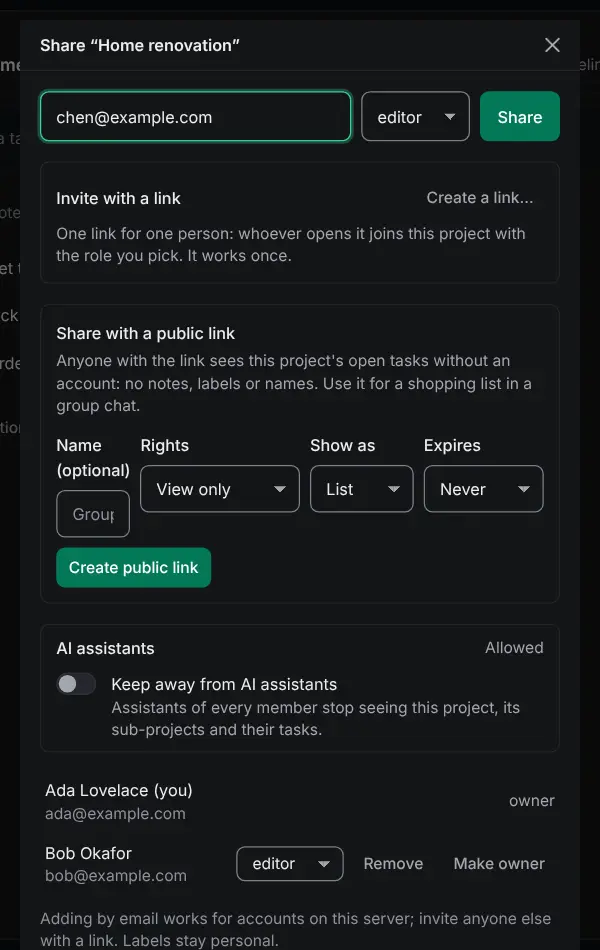 Share “Home renovation”
chen@example.com
editor
Share
Invite with a link
Create a link…
One link for one person: whoever opens it joins this project with
the role you pick. It works once.
Share with a public link
Anyone with the link sees this project's open tasks without an
account: no notes, labels or names. Use it for a shopping list in a
group chat.
Name
(optional)
Rights
Show as
Expires
View only
List
Never
Create public link
AI assistants
Allowed
Keep away from AI assistants
Assistants of every member stop seeing this project, its
sub-projects and their tasks.
Ada Lovelace (you)
ada@example.com
owner
Bob Okafor
bob@example.com
editor
Remove
Make owner
Adding by email works for accounts on this server; invite anyone else
with a link. Labels stay personal.